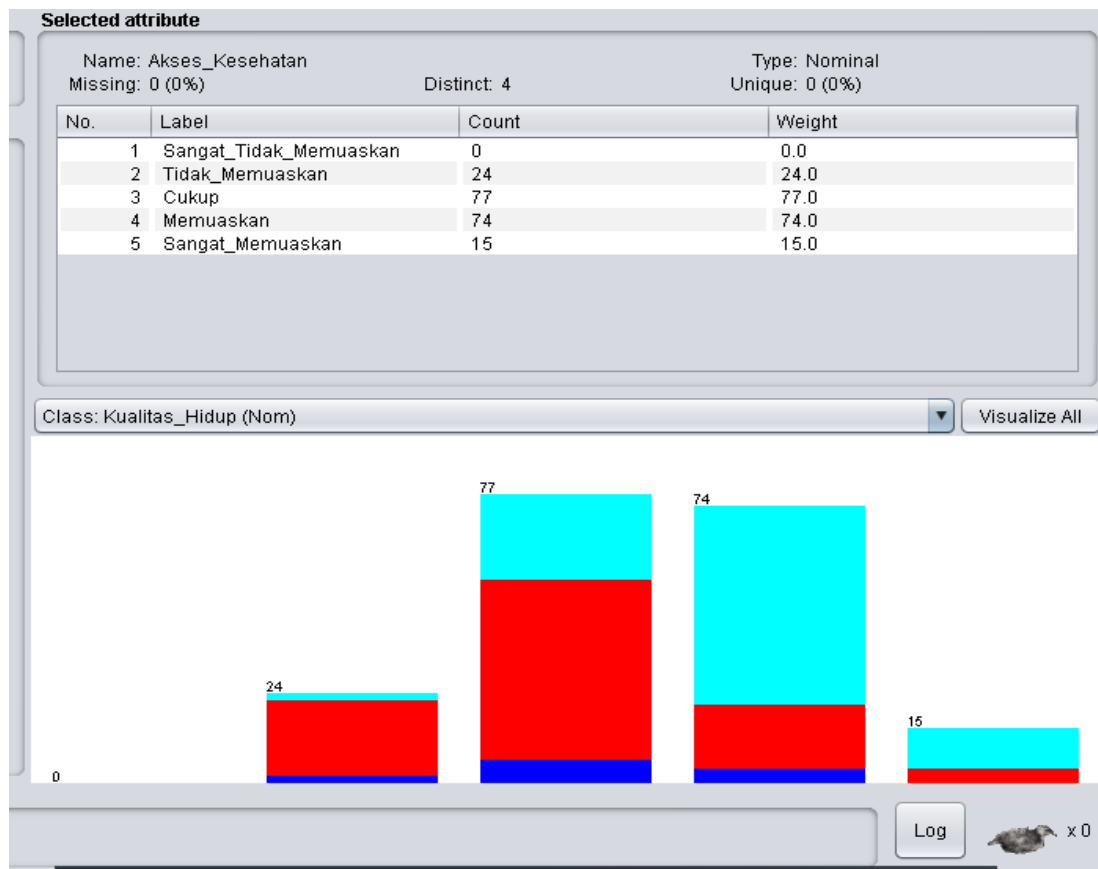 Selected attribute
Name: Akses_Kesehatan Type: Nominal
Missing: 0 (0%) Distinct: 4 Unique: 0 (0%)
No. Label Count Weight
1 Sangat_Tidak_Memuaskan 0 0.0
2 Tidak_Memuaskan 24 24.0
3 Cukup 77 77.0
4 Memuaskan 74 74.0
5 Sangat_Memuaskan 15 15.0
Class: Kualitas_Hidup (Nom) Visualize All
77
74
24
15
0
Log x 0